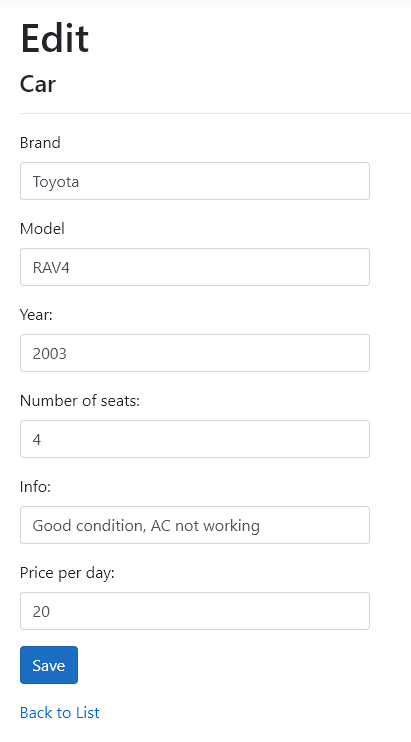 Edit
Car
Brand
Toyota
Model
RAV4
Year:
2003
Number of seats:
4
Info:
Good condition, AC not working
Price per day:
20
Save
Back to List